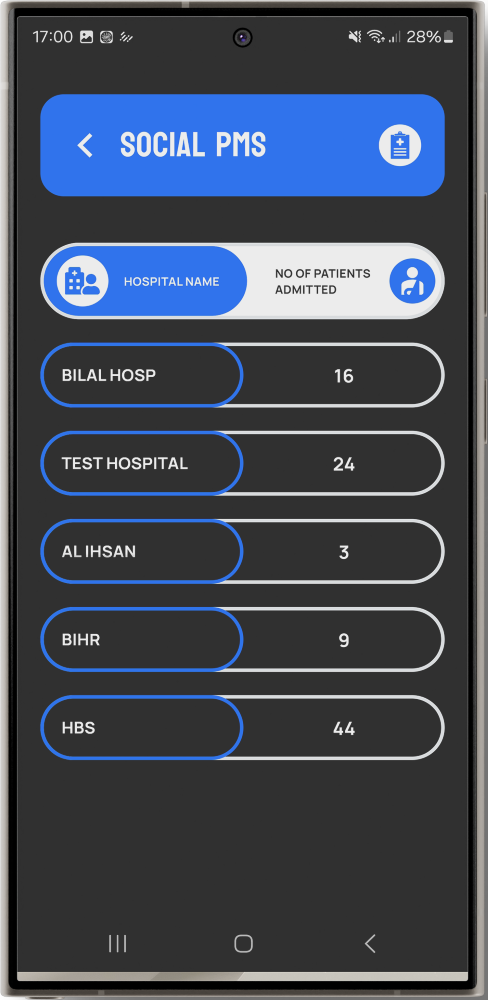 17:00 28%
SOCIAL PMS
HOSPITAL NAME
NO OF PATIENTS
ADMITTED
BILAL HOSP 16
TEST HOSPITAL 24
AL IHSAN 3
BIHR 9
HBS 44